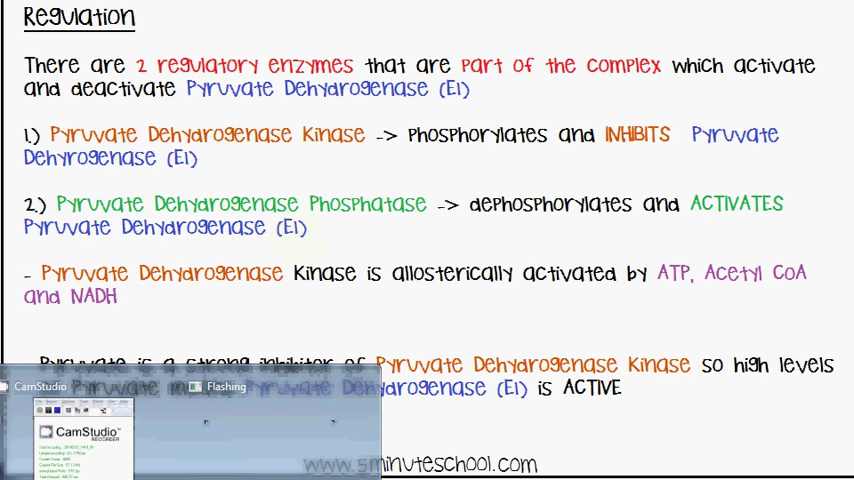 Regulation
There are 2 regulatory enzymes that are part of the complex which activate
and deactivate Pyruvate Dehydrogenase (E1)
1.) Pyruvate Dehydrogenase Kinase -> phosphorylates and INHIBITS Pyruvate
Dehyrogenase (E1)
2.) Pyruvate Dehydrogenase Phosphatase -> dephosphorylates and ACTIVATES
Pyruvate Dehydrogenase (E1)
- Pyruvate Dehydrogenase Kinase is allosterically activated by ATP, Acetyl CoA
and NADH
Pyruvate is a strong inhibitor of Pyruvate Dehydrogenase Kinase so high levels
Pyruvate Pyruvate Dehydrogenase (E1) is ACTIVE
CamStudio Flashing
CamStudio
RECORDER
www.5minuteschool.com